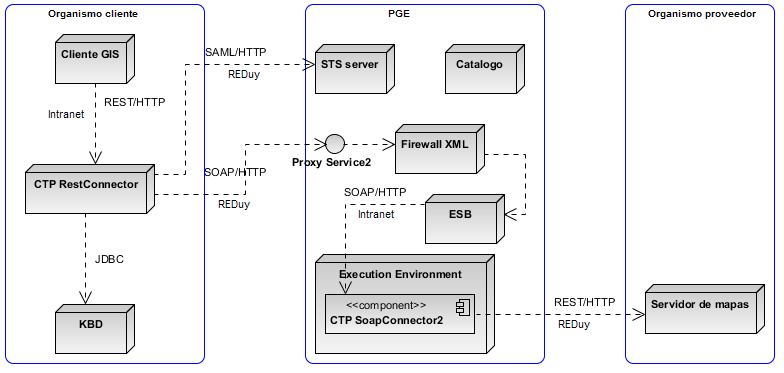 Organismo cliente
PGE
Organismo proveedor
Cliente GIS
SAML/HTTP
REDuy
STS server
Catalogo
REST/HTTP
Intranet
CTP RestConnector
SOAP/HTTP
REDuy
Proxy Service2
Firewall XML
SOAP/HTTP
Intranet
ESB
JDBC
KBD
Execution Environment
<<component>>
CTP SoapConnector2
REST/HTTP
REDuy
Servidor de mapas